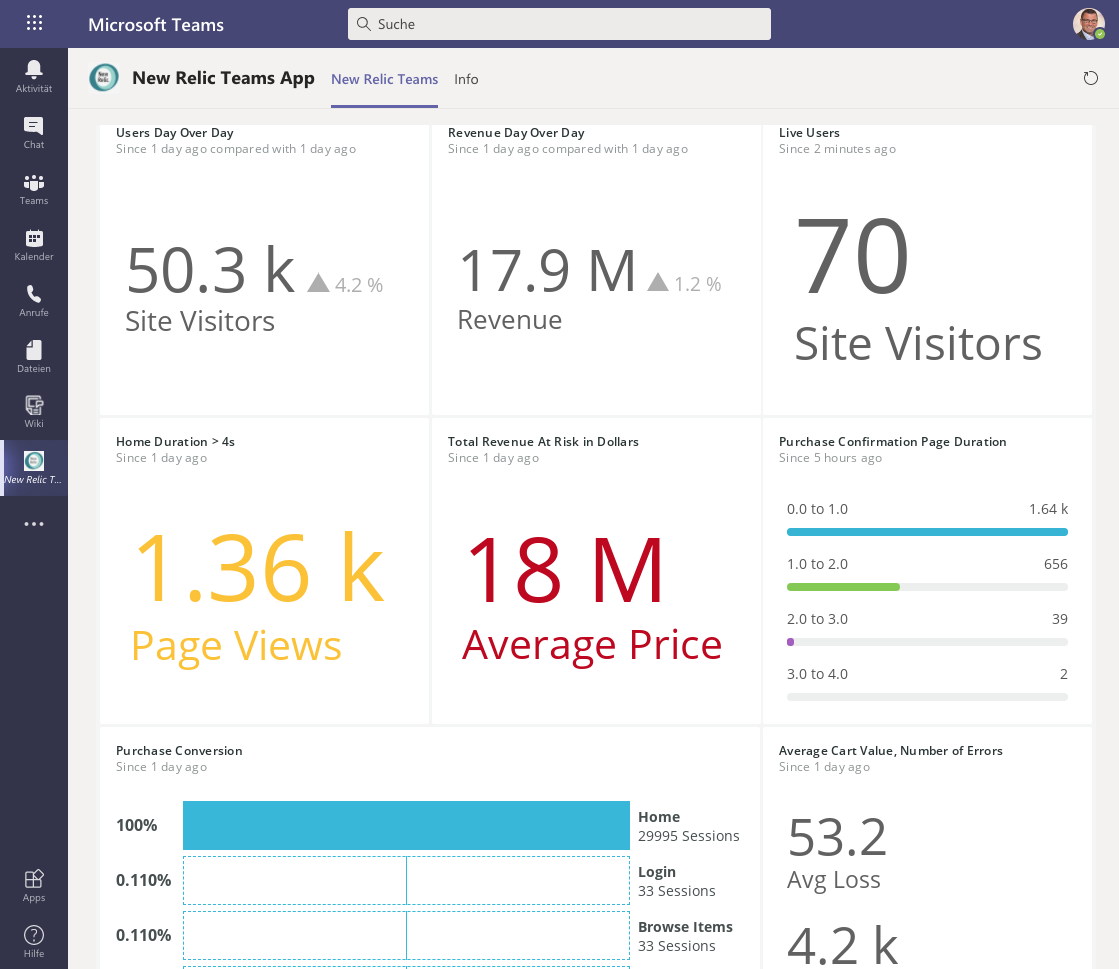 Microsoft Teams
Suche
Aktivität
Chat
Teams
Kalender
Anrufe
Dateien
Wiki
New Relic T...
Apps
Hilfe
New Relic
New Relic Teams App
New Relic Teams
Info
Users Day Over Day
Since 1 day ago compared with 1 day ago
50.3 k
4.2 %
Site Visitors
Revenue Day Over Day
Since 1 day ago compared with 1 day ago
17.9 M
1.2 %
Revenue
Live Users
Since 2 minutes ago
70
Site Visitors
Home Duration > 4s
Since 1 day ago
1.36 k
Page Views
Total Revenue At Risk in Dollars
Since 1 day ago
18 M
Average Price
Purchase Confirmation Page Duration
Since 5 hours ago
0.0 to 1.0 1.64 k
1.0 to 2.0 656
2.0 to 3.0 39
3.0 to 4.0 2
Purchase Conversion
Since 1 day ago
100%
Home
29995 Sessions
0.110%
Login
33 Sessions
0.110%
Browse Items
33 Sessions
Average Cart Value, Number of Errors
Since 1 day ago
53.2
Avg Loss
4.2 k